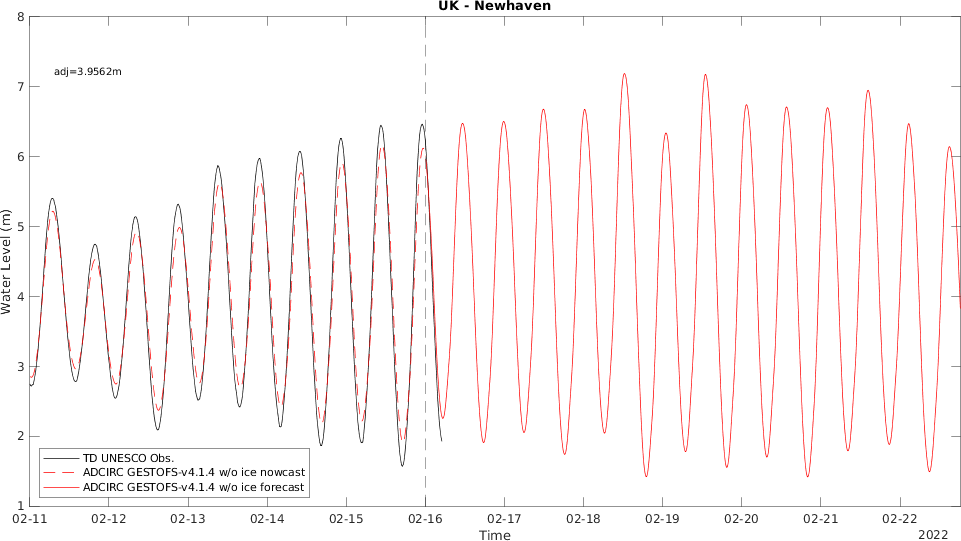 UK - Newhaven
adj=3.9562m
8
7
6
5
4
3
2
1
Water Level (m)
TD UNESCO Obs.
ADCIRC GESTOFS-v4.1.4 w/o ice nowcast
ADCIRC GESTOFS-v4.1.4 w/o ice forecast
02-11 02-12 02-13 02-14 02-15 02-16 02-17 02-18 02-19 02-20 02-21 02-22
Time
2022